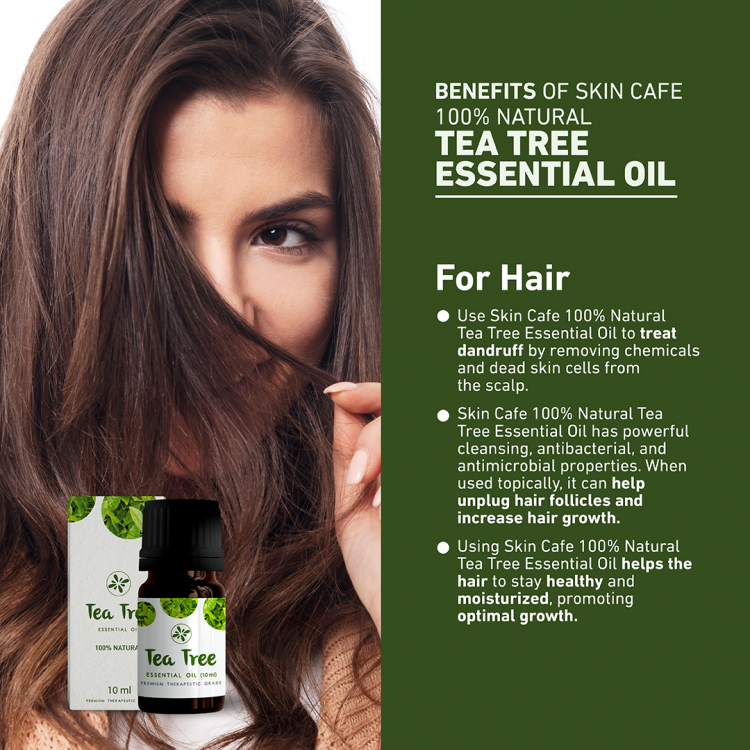 BENEFITS OF SKIN CAFE
100% NATURAL
TEA TREE
ESSENTIAL OIL
For Hair
Use Skin Cafe 100% Natural
Tea Tree Essential Oil to treat
dandruff by removing chemicals
and dead skin cells from
the scalp.
Skin Cafe 100% Natural Tea
Tree Essential Oil has powerful
cleansing, antibacterial, and
antimicrobial properties. When
used topically, it can help
unplug hair follicles and
increase hair growth.
Using Skin Cafe 100% Natural
Tea Tree Essential Oil helps the
hair to stay healthy and
moisturized, promoting
optimal growth.
Tea Tr
ESSENTIAL OI
100% NATURA
10 ml
PREMIUM THERAPEUTIC
Tea Tree
ESSENTIAL OIL (10ml)
PREMIUM THERAPEUTIC GRADE